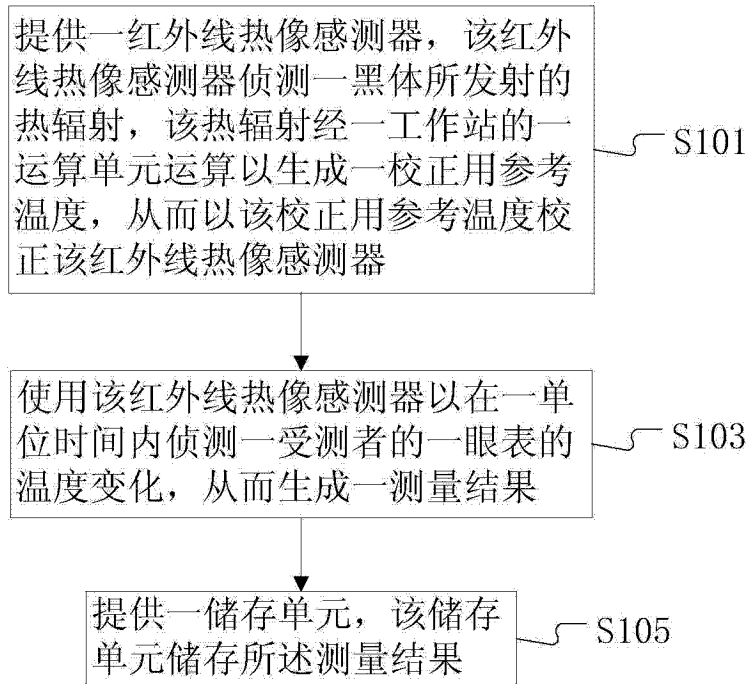 提供一红外线热像感测器，该红外
线热像感测器侦测一黑体所发射的
热辐射，该热辐射经一工作站的一
运算单元运算以生成一校正用参考
温度，从而以该校正用参考温度校
正该红外线热像感测器
S101
使用该红外线热像感测器以在一单
位时间内侦测一受测者的一眼表的
温度变化，从而生成一测量结果
S103
提供一储存单元，该储存
单元储存所述测量结果
S105